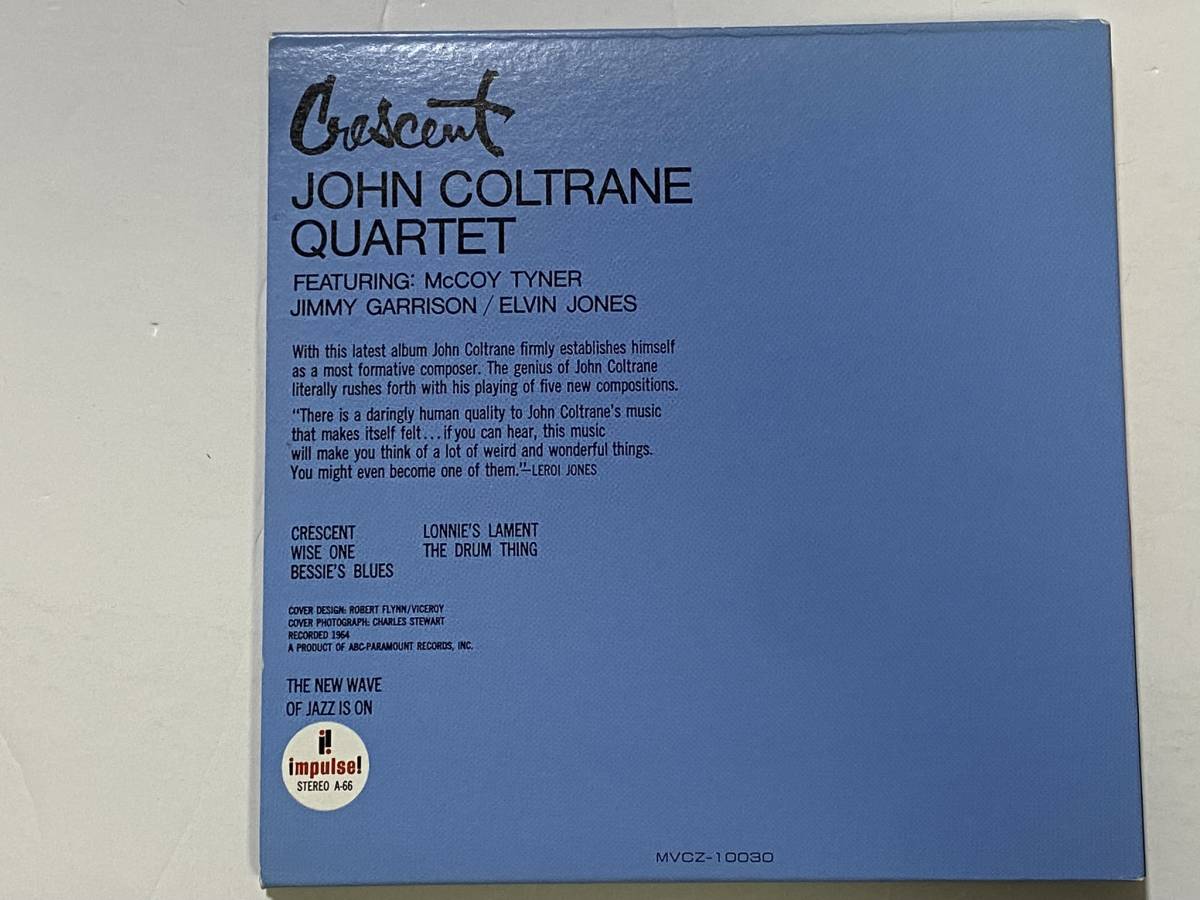 Crescent
JOHN COLTRANE
QUARTET
FEATURING: McCOY TYNER
JIMMY GARRISON / ELVIN JONES
With this latest album John Coltrane firmly establishes himself
as a most formative composer. The genius of John Coltrane
literally rushes forth with his playing of five new compositions.
"There is a daringly human quality to John Coltrane's music
that makes itself felt...if you can hear, this music
will make you think of a lot of weird and wonderful things.
You might even become one of them."—LEROI JONES
CRESCENT
WISE ONE
BESSIE'S BLUES
LONNIE'S LAMENT
THE DRUM THING
COVER DESIGN: ROBERT FLYNN/VICEROY
COVER PHOTOGRAPH: CHARLES STEWART
RECORDED 1964
A PRODUCT OF ABC-PARAMOUNT RECORDS, INC.
THE NEW WAVE
OF JAZZ IS ON
i!
impulse!
STEREO A-66
MVCZ-10030